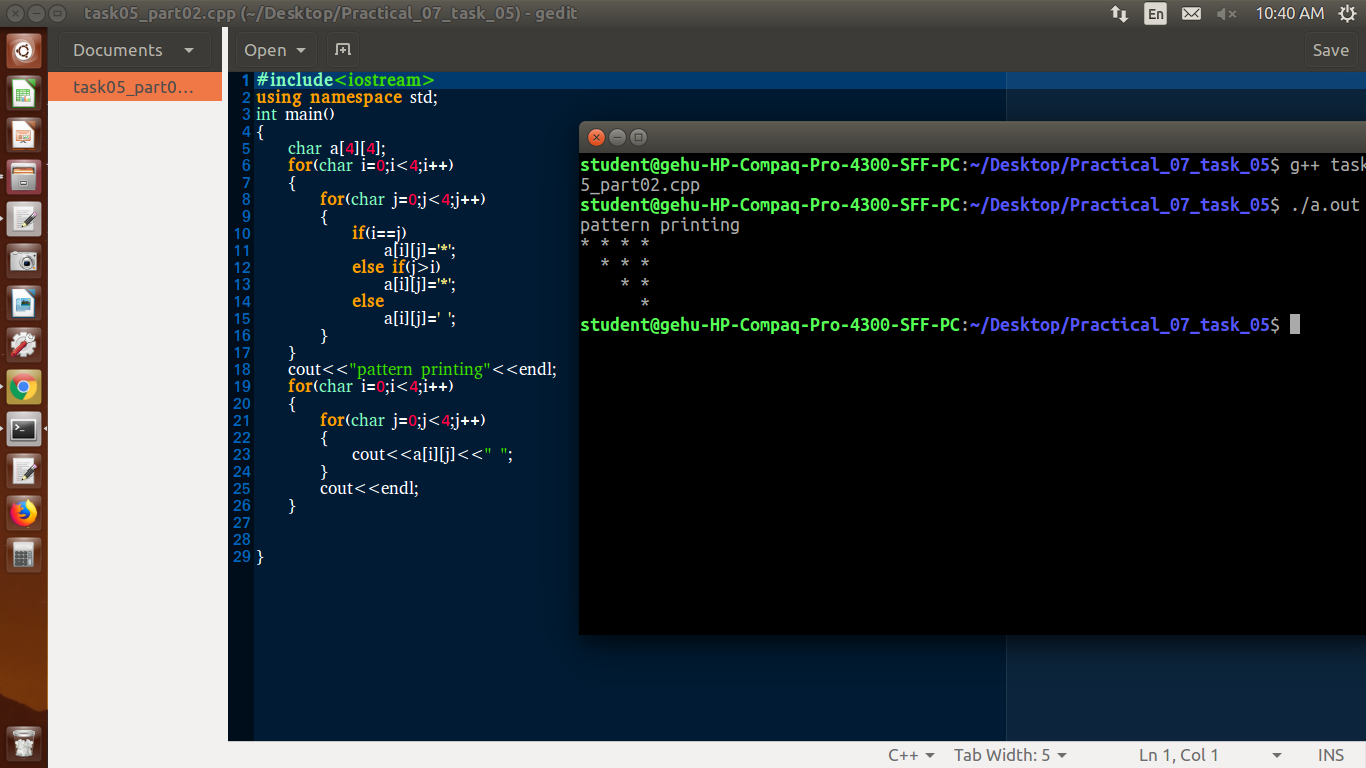 task05_part02.cpp (~/Desktop/Practical_07_task_05) - gedit
En
10:40 AM
Documents
Open
Save
task05_part0...
1 #include<iostream>
2 using namespace std;
3 int main()
4 {
5 char a[4][4];
6 for(char i=0;i<4;i++)
7 {
8 for(char j=0;j<4;j++)
9 {
10 if(i==j)
11 a[i][j]='*';
12 else if(j>i)
13 a[i][j]='*';
14 else
15 a[i][j]=' ';
16 }
17 }
18 cout<<"pattern printing"<<endl;
19 for(char i=0;i<4;i++)
20 {
21 for(char j=0;j<4;j++)
22 {
23 cout<<a[i][j]<<" ";
24 }
25 cout<<endl;
26 }
27
28
29 }
student@gehu-HP-Compaq-Pro-4300-SFF-PC:~/Desktop/Practical_07_task_05$ g++ task
5_part02.cpp
student@gehu-HP-Compaq-Pro-4300-SFF-PC:~/Desktop/Practical_07_task_05$ ./a.out
pattern printing
* * * *
  * * *
    * *
      *
student@gehu-HP-Compaq-Pro-4300-SFF-PC:~/Desktop/Practical_07_task_05$
C++ Tab Width: 5 Ln 1, Col 1 INS